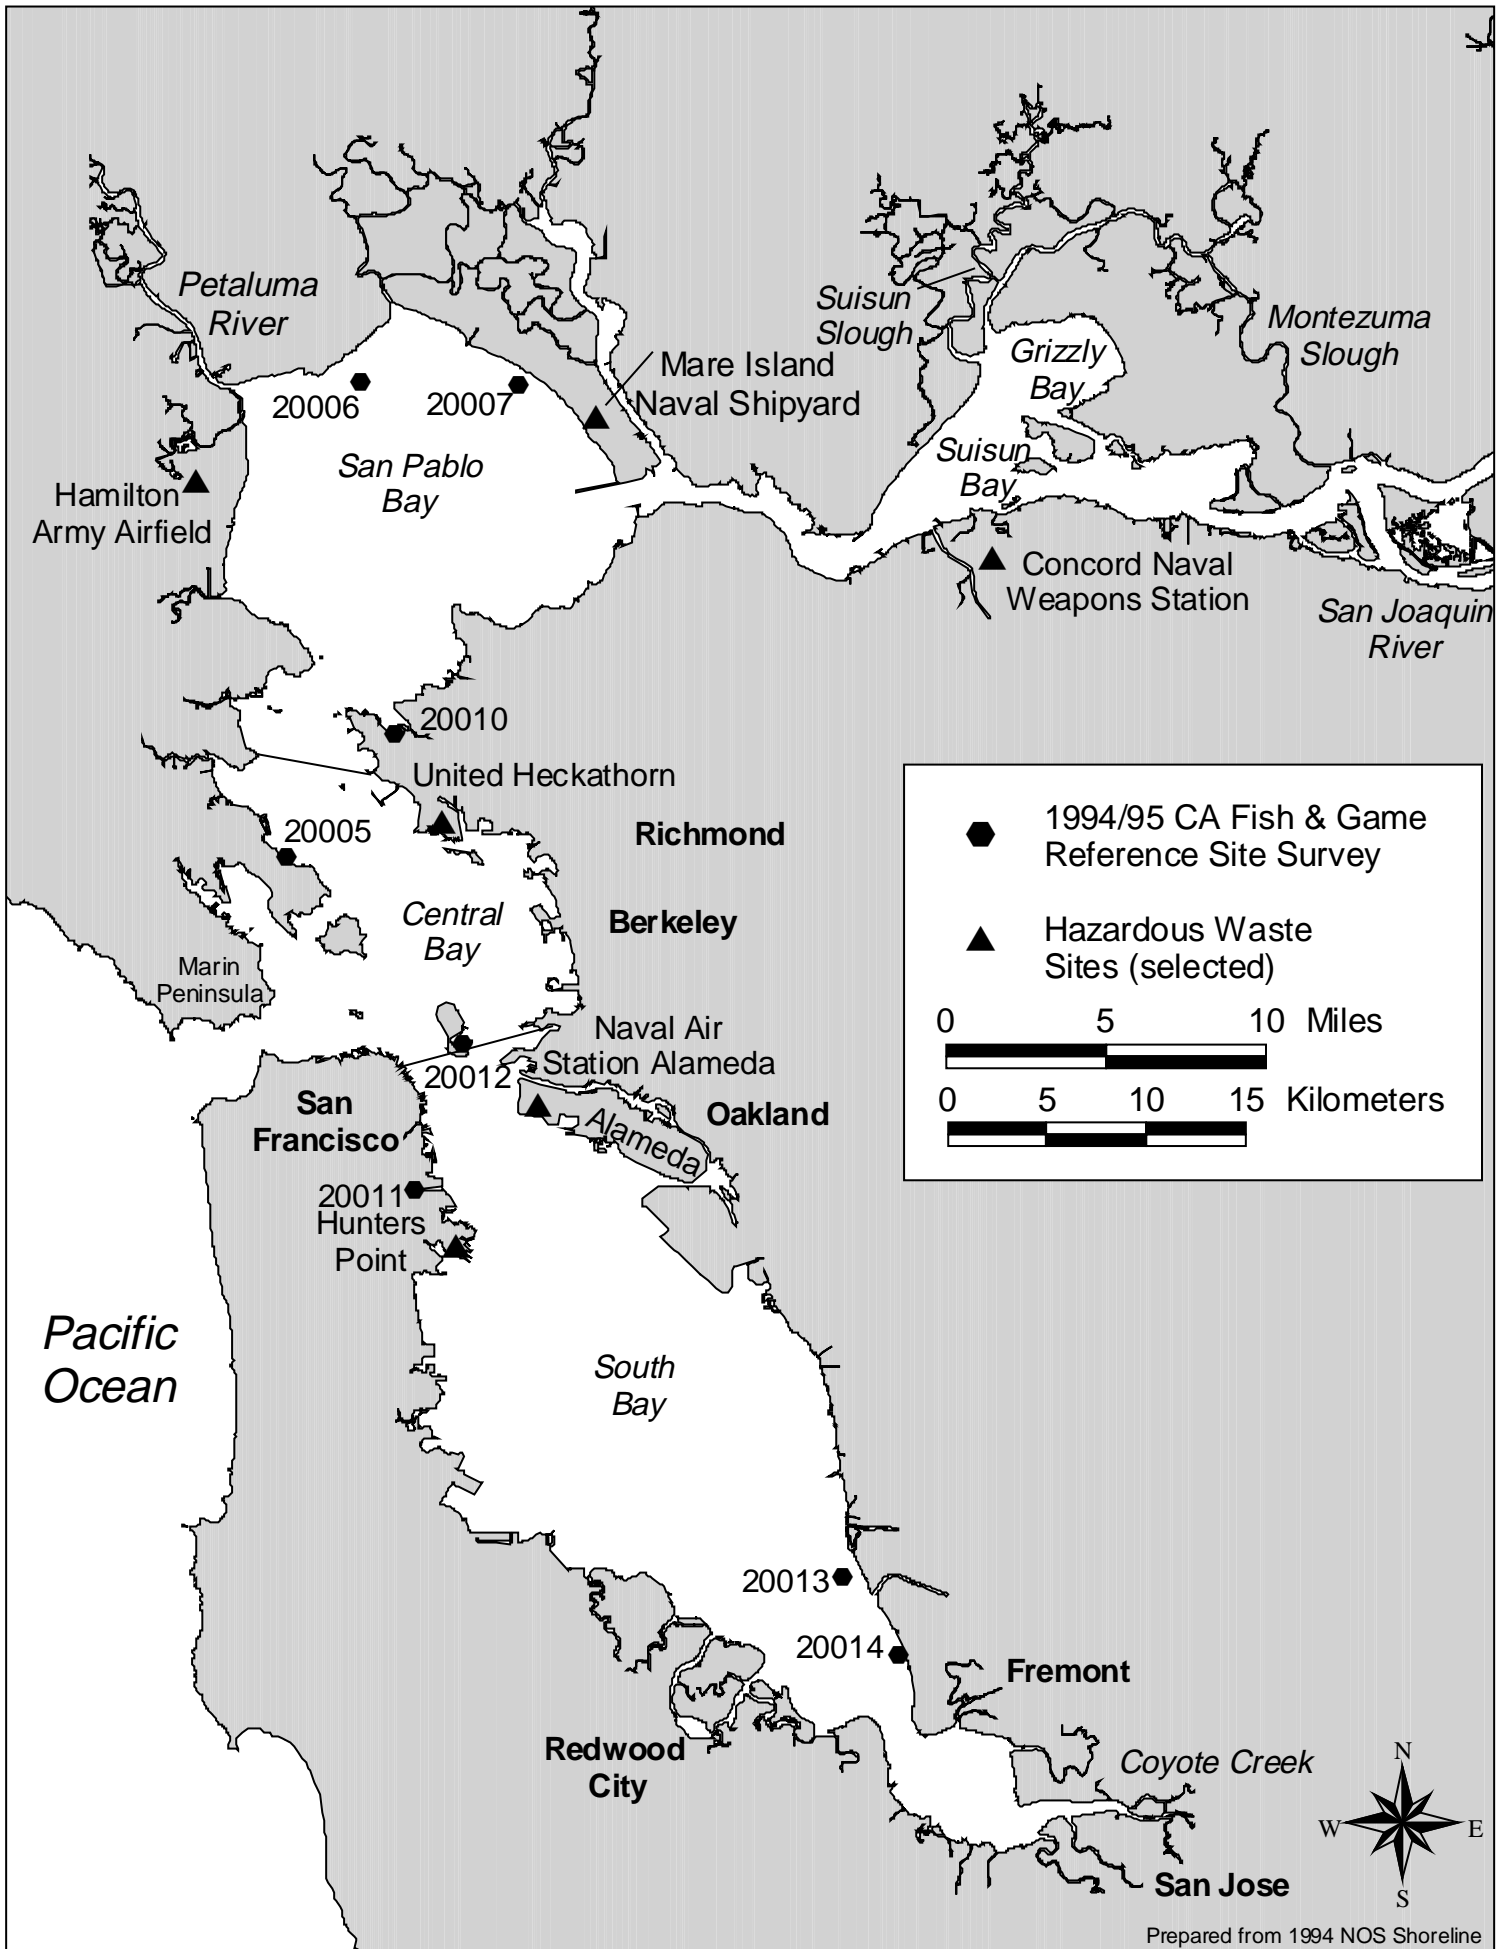 Petaluma
River
Suisun
Slough
Montezuma
Slough
Grizzly
Bay
Mare Island
Naval Shipyard
20006
20007
San Pablo
Bay
Suisun
Bay
Hamilton
Army Airfield
Concord Naval
Weapons Station
San Joaquin
River
20010
United Heckathorn
20005
Richmond
Central
Bay
Berkeley
Marin
Peninsula
Naval Air
Station Alameda
20012
San
Francisco
Oakland
Alameda
20011
Hunters
Point
Pacific
Ocean
South
Bay
20013
20014
Fremont
Redwood
City
Coyote Creek
San Jose
1994/95 CA Fish & Game
Reference Site Survey
Hazardous Waste
Sites (selected)
0 5 10 Miles
0 5 10 15 Kilometers
N
W E
S
Prepared from 1994 NOS Shoreline